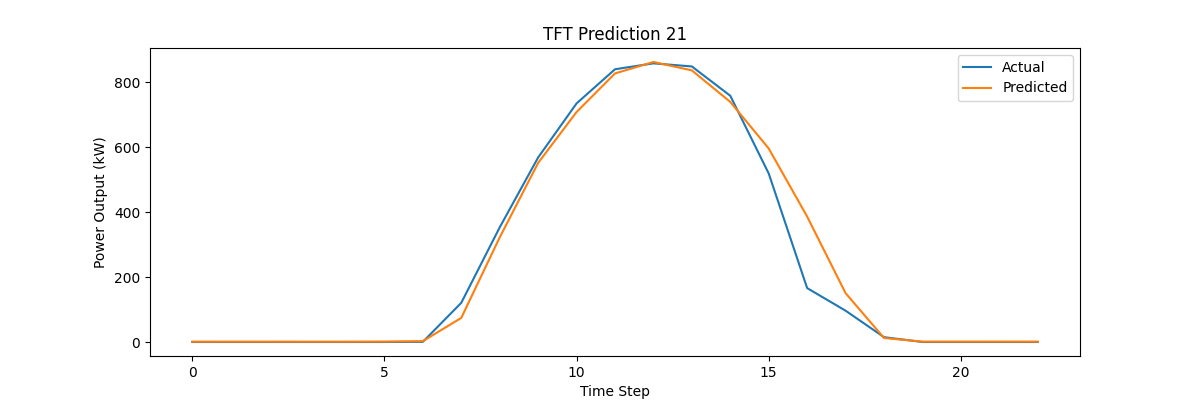 TFT Prediction 21
Actual
Predicted
Power Output (kW)
800
600
400
200
0
0 5 10 15 20
Time Step